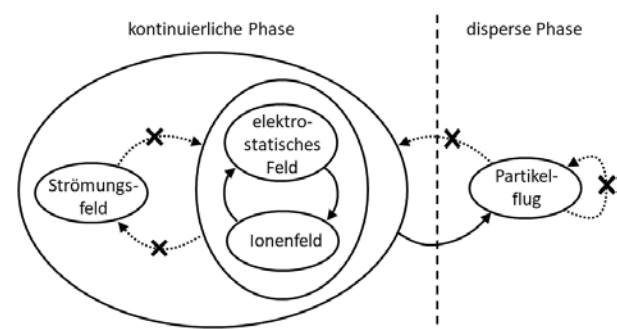 kontinuierliche Phase
disperse Phase
elektro-
statisches
Feld
Strömungs-
feld
Ionenfeld
Partikel-
flug